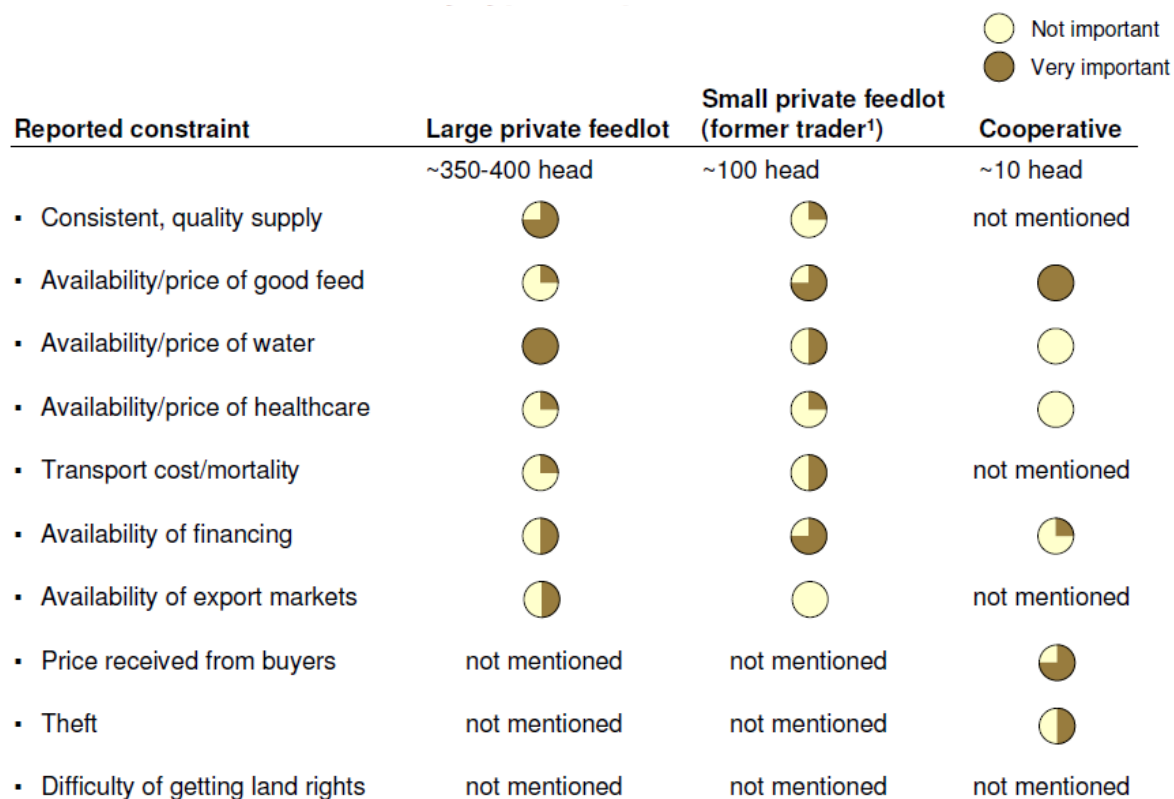 Not important
Very important
Reported constraint Large private feedlot Small private feedlot (former trader¹) Cooperative
~350-400 head ~100 head ~10 head
▪ Consistent, quality supply not mentioned
▪ Availability/price of good feed
▪ Availability/price of water
▪ Availability/price of healthcare
▪ Transport cost/mortality not mentioned
▪ Availability of financing
▪ Availability of export markets not mentioned
▪ Price received from buyers not mentioned not mentioned
▪ Theft not mentioned not mentioned
▪ Difficulty of getting land rights not mentioned not mentioned not mentioned